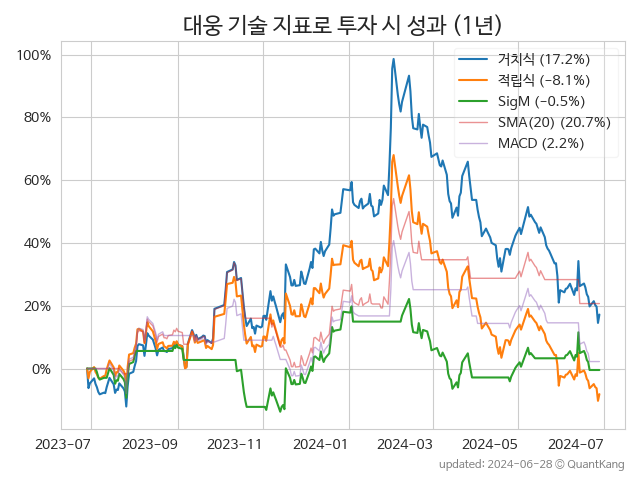 대웅 기술 지표로 투자 시 성과 (1년)
거치식 (17.2%)
적립식 (−8.1%)
SigM (−0.5%)
SMA(20) (20.7%)
MACD (2.2%)
100%
80%
60%
40%
20%
0%
2023-07
2023-09
2023-11
2024-01
2024-03
2024-05
2024-07
updated: 2024-06-28 © QuantKang